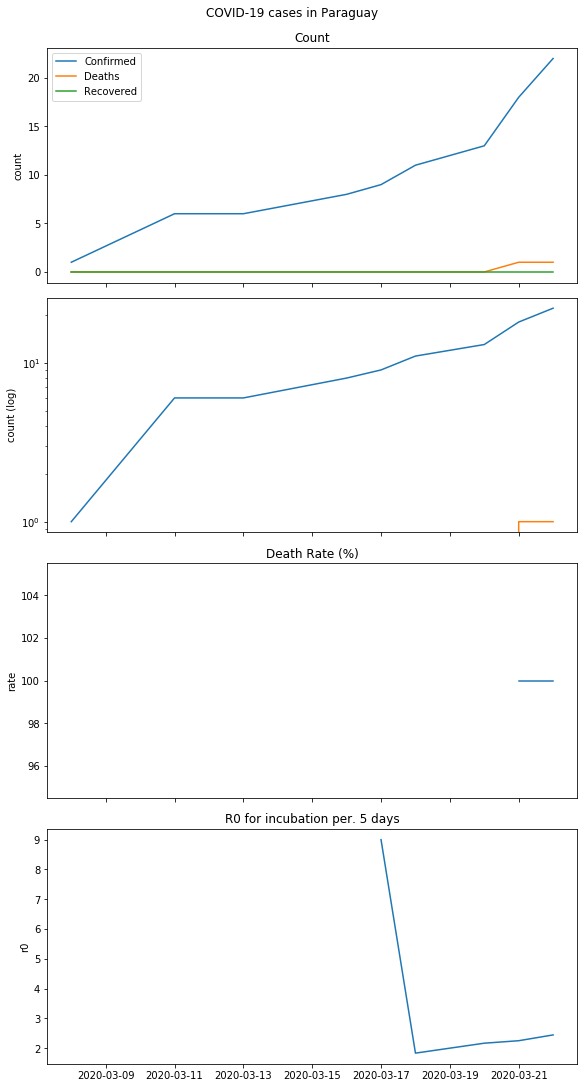 COVID-19 cases in Paraguay
Count
Confirmed
Deaths
Recovered
20
15
10
5
0
count
10¹
10⁰
count (log)
Death Rate (%)
104
102
100
98
96
rate
R0 for incubation per. 5 days
9
8
7
6
5
4
3
2
r0
2020-03-09 2020-03-11 2020-03-13 2020-03-15 2020-03-17 2020-03-19 2020-03-21